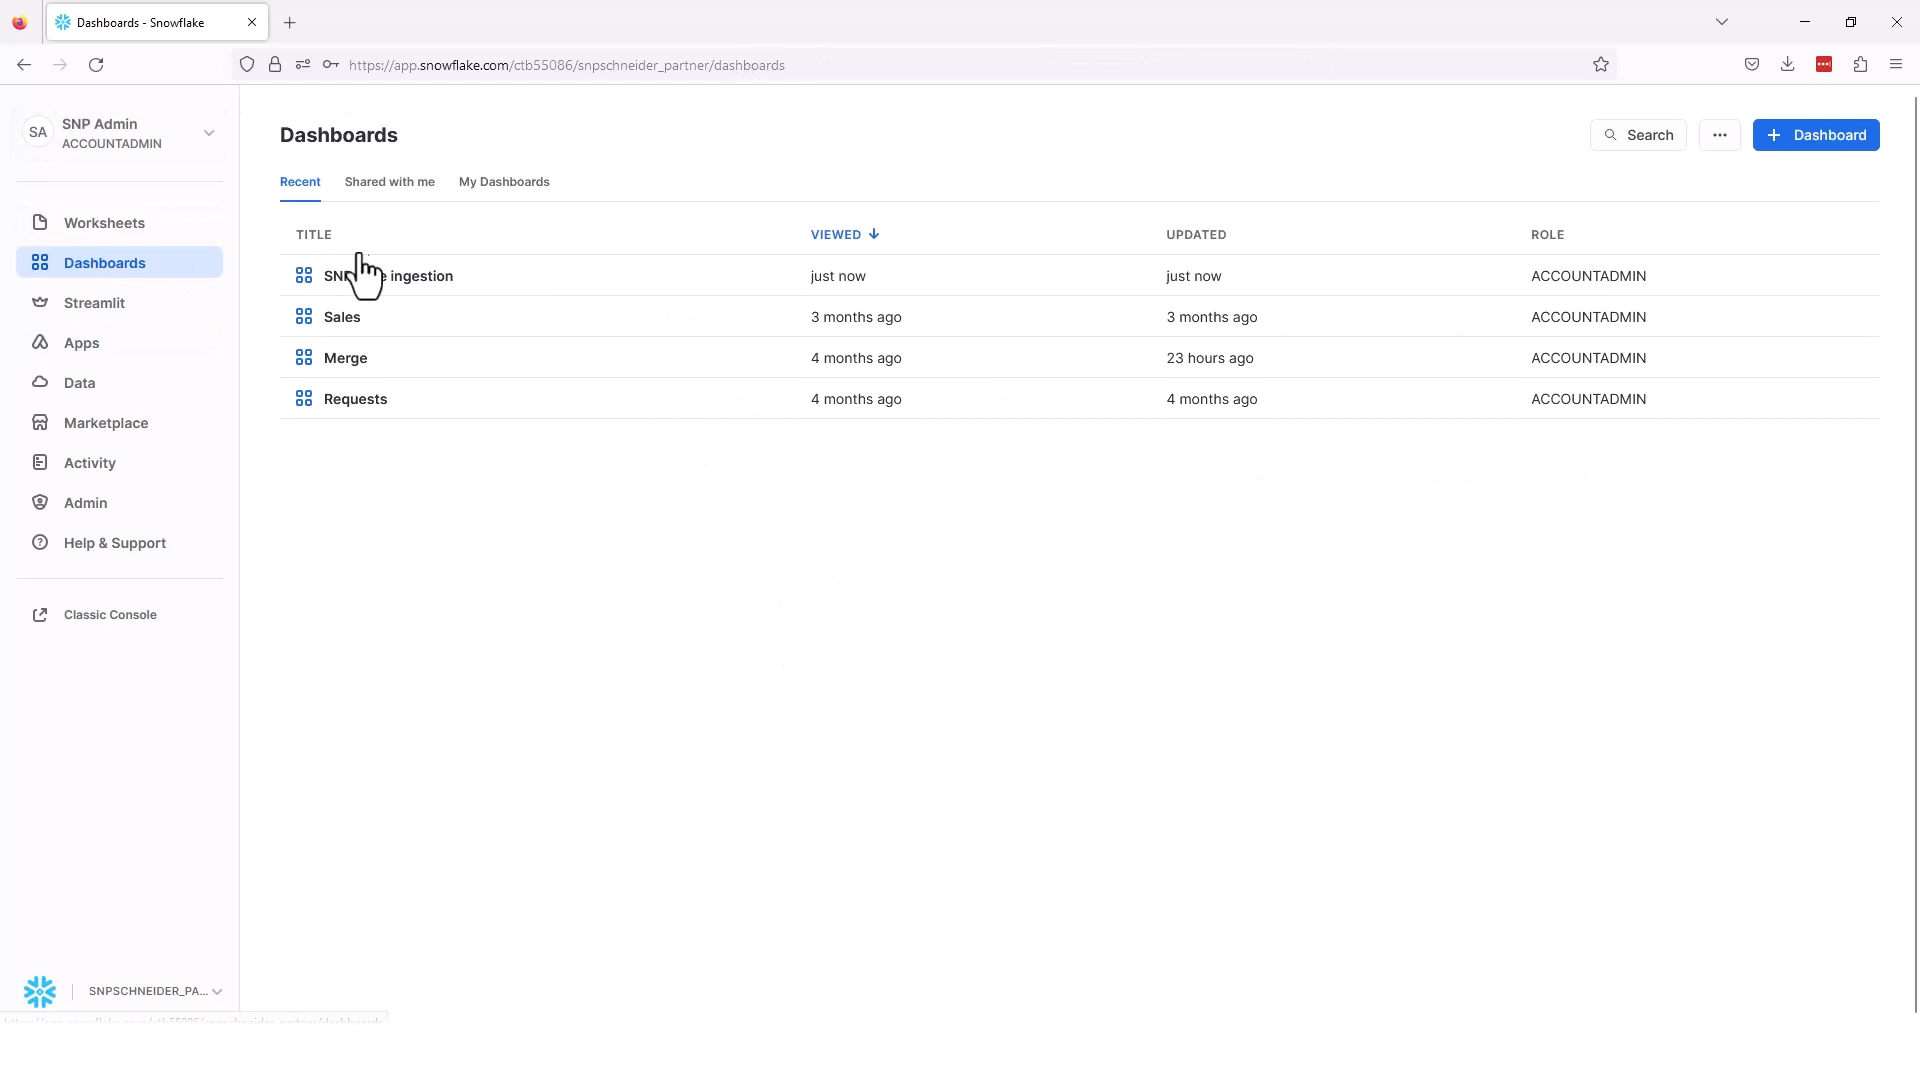 Dashboards - Snowflake
https://app.snowflake.com/ctb55086/snpschneider_partner/dashboards
SA
SNP Admin
ACCOUNTADMIN
Worksheets
Dashboards
Streamlit
Apps
Data
Marketplace
Activity
Admin
Help & Support
Classic Console
SNPSCHNEIDER_PA...
Dashboards
Search
Dashboard
Recent Shared with me My Dashboards
TITLE VIEWED UPDATED ROLE
ingestion just now just now ACCOUNTADMIN
Sales 3 months ago 3 months ago ACCOUNTADMIN
Merge 4 months ago 23 hours ago ACCOUNTADMIN
Requests 4 months ago 4 months ago ACCOUNTADMIN